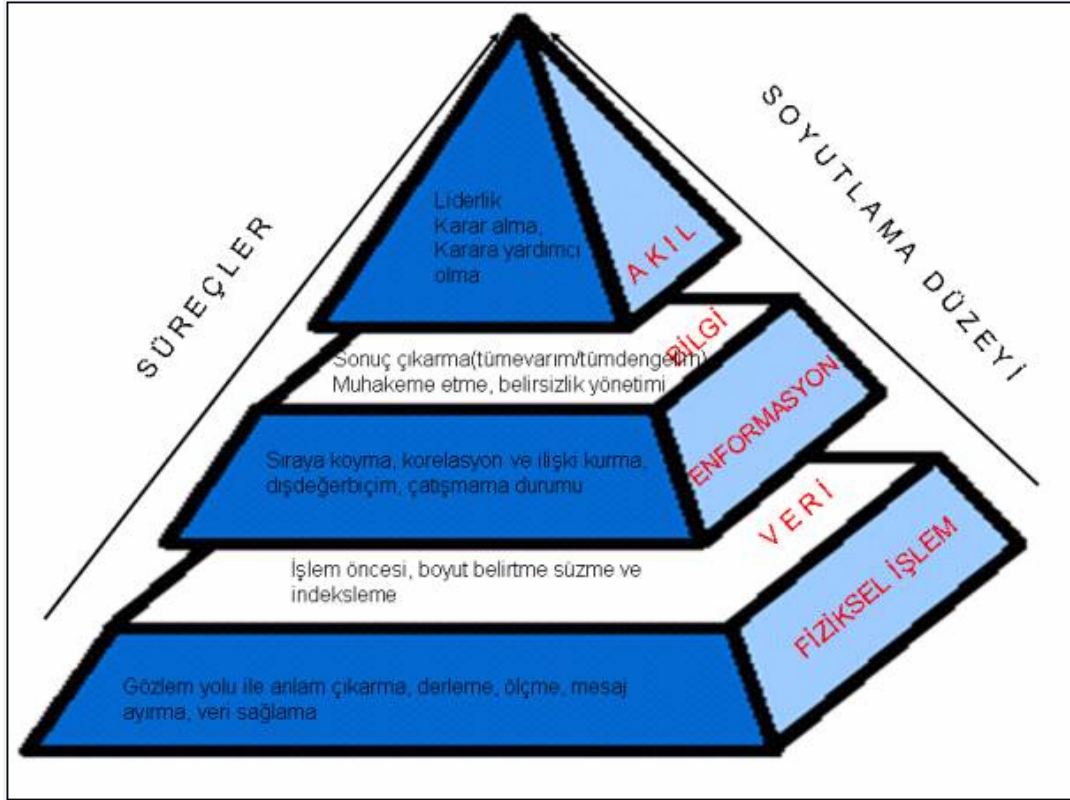 SÜREÇLER
SOYUTLAMA DÜZEYİ
Liderlik
Karar alma,
Karara yardımcı
olma
AKIL
Sonuç çıkarma(tümevarım/tümdengelim)
Muhakeme etme, belirsizlik yönetimi
BİLGİ
Sıraya koyma, korelasyon ve ilişki kurma,
dışdeğerbiçim, çatışmama durumu
ENFORMASYON
İşlem öncesi, boyut belirtme süzme ve
indeksleme
VERİ
Gözlem yolu ile anlam çıkarma, derleme, ölçme, mesaj
ayırma, veri sağlama
FİZİKSEL İŞLEM